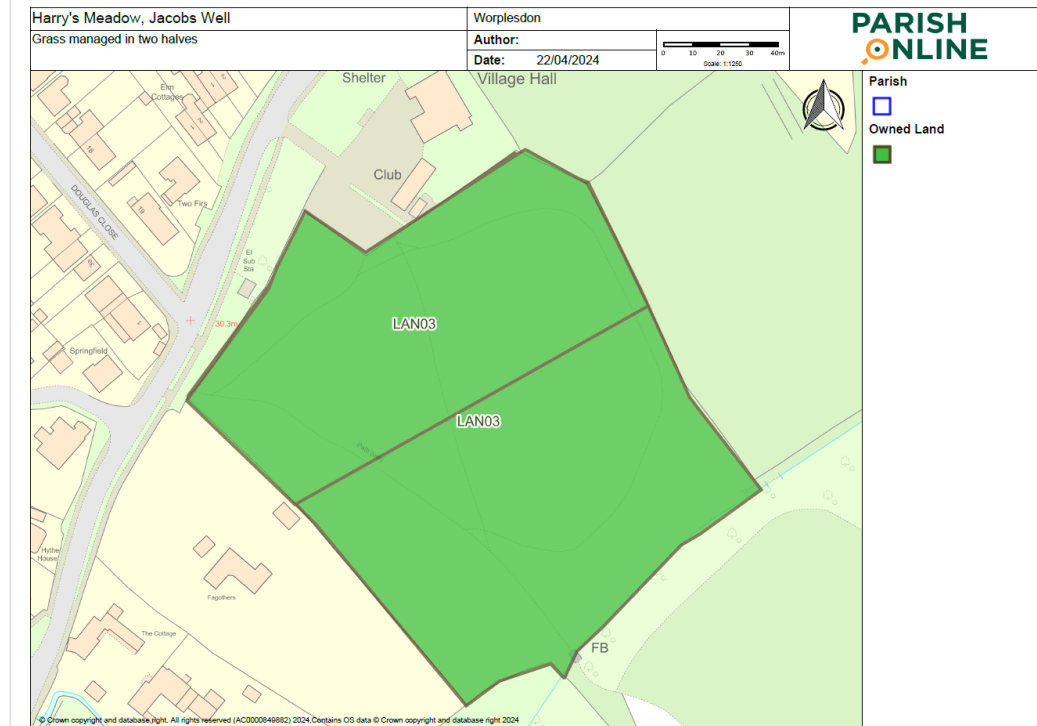 Harry's Meadow, Jacobs Well
Grass managed in two halves
Worplesdon
Author:
Date: 22/04/2024
0 10 20 30 40m
Scale: 1:1250
PARISH
ONLINE
Parish
Owned Land
Shelter
Village Hall
Elm
Cottages
Club
18
2
1
DOUGLAS CLOSE
19
Two Firs
El
Sub
Sta
30.3m
LAN03
Springfield
LAN03
Hythe
House
Fagothers
The Cottage
FB
© Crown copyright and database right. All rights reserved (AC0000849882) 2024,Contains OS data © Crown copyright and database right 2024